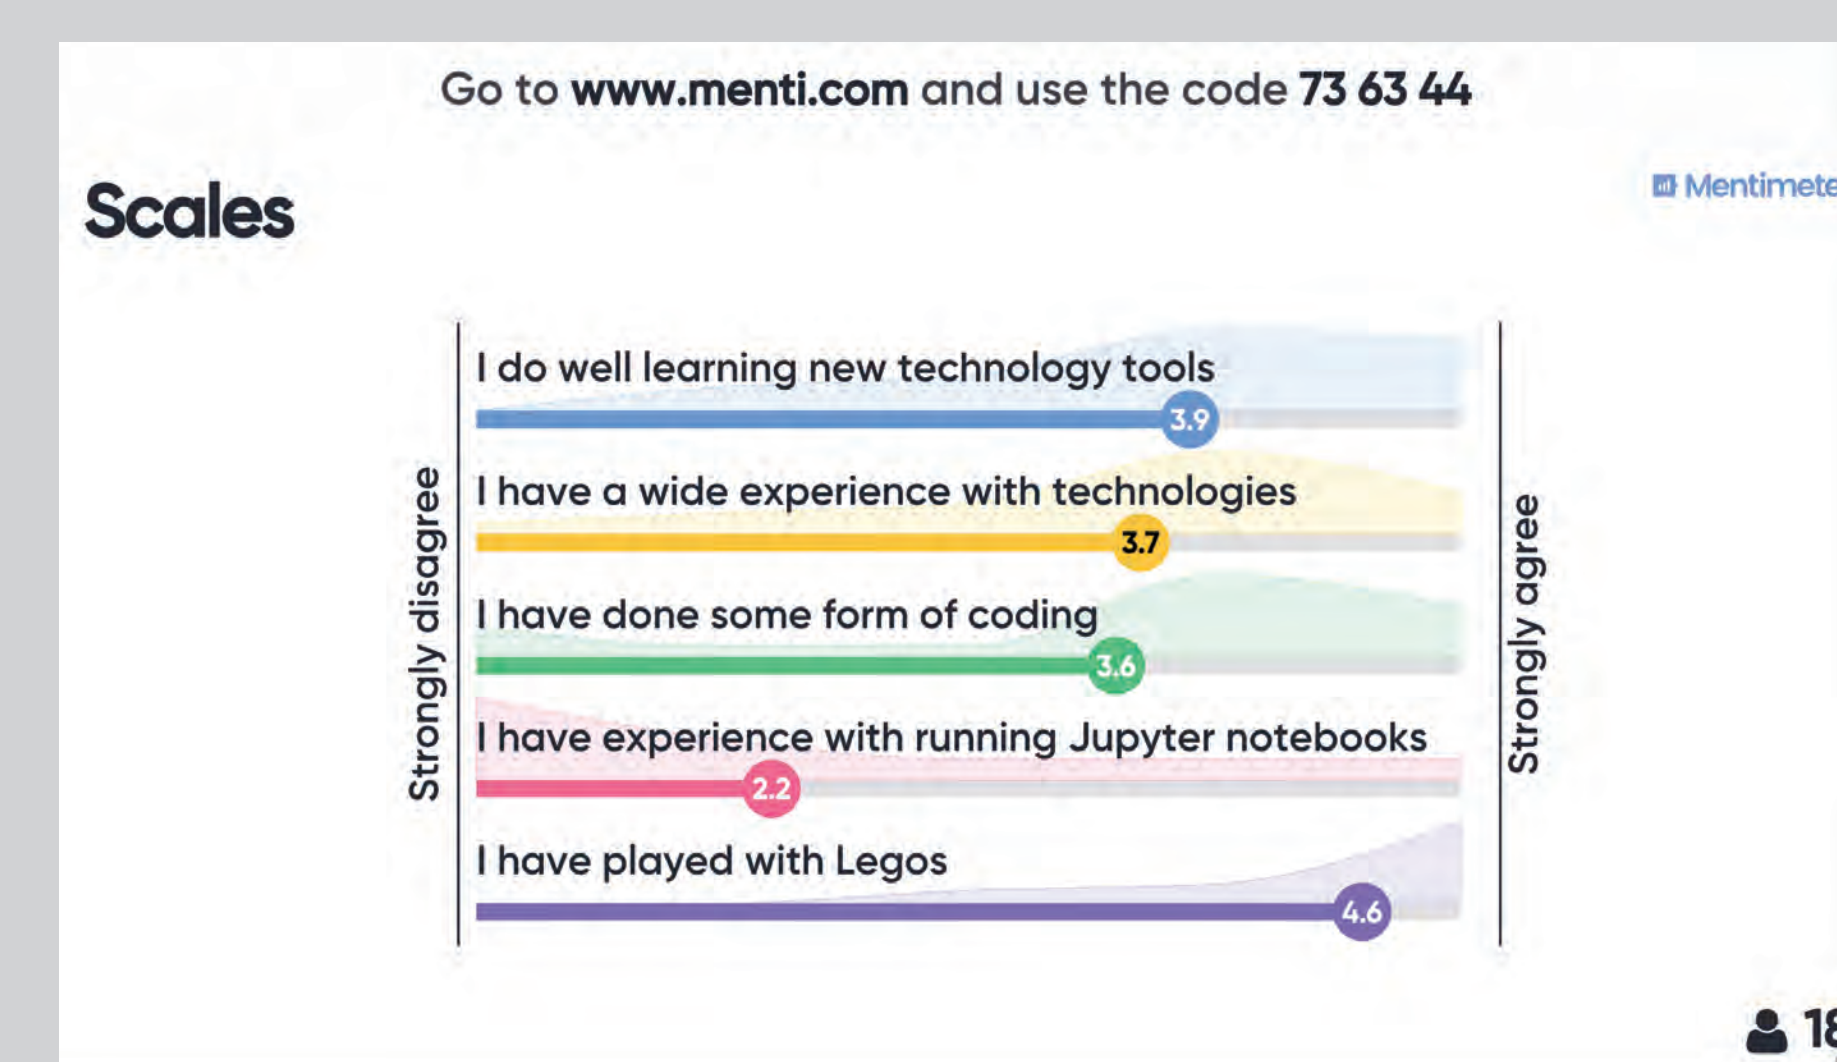 Go to www.menti.com and use the code 73 63 44
Scales
Mentimete
Strongly disagree
I do well learning new technology tools
3.9
I have a wide experience with technologies
3.7
I have done some form of coding
3.6
I have experience with running Jupyter notebooks
2.2
I have played with Legos
4.6
Strongly agree
18